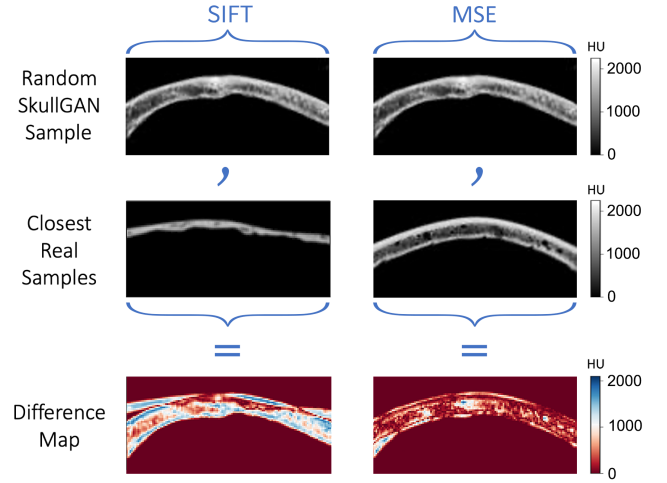 SIFT
MSE
HU
Random
SkullGAN
Sample
2000
1000
0
,
,
HU
Closest
Real
Samples
2000
1000
0
=
=
HU
Difference
Map
2000
1000
0